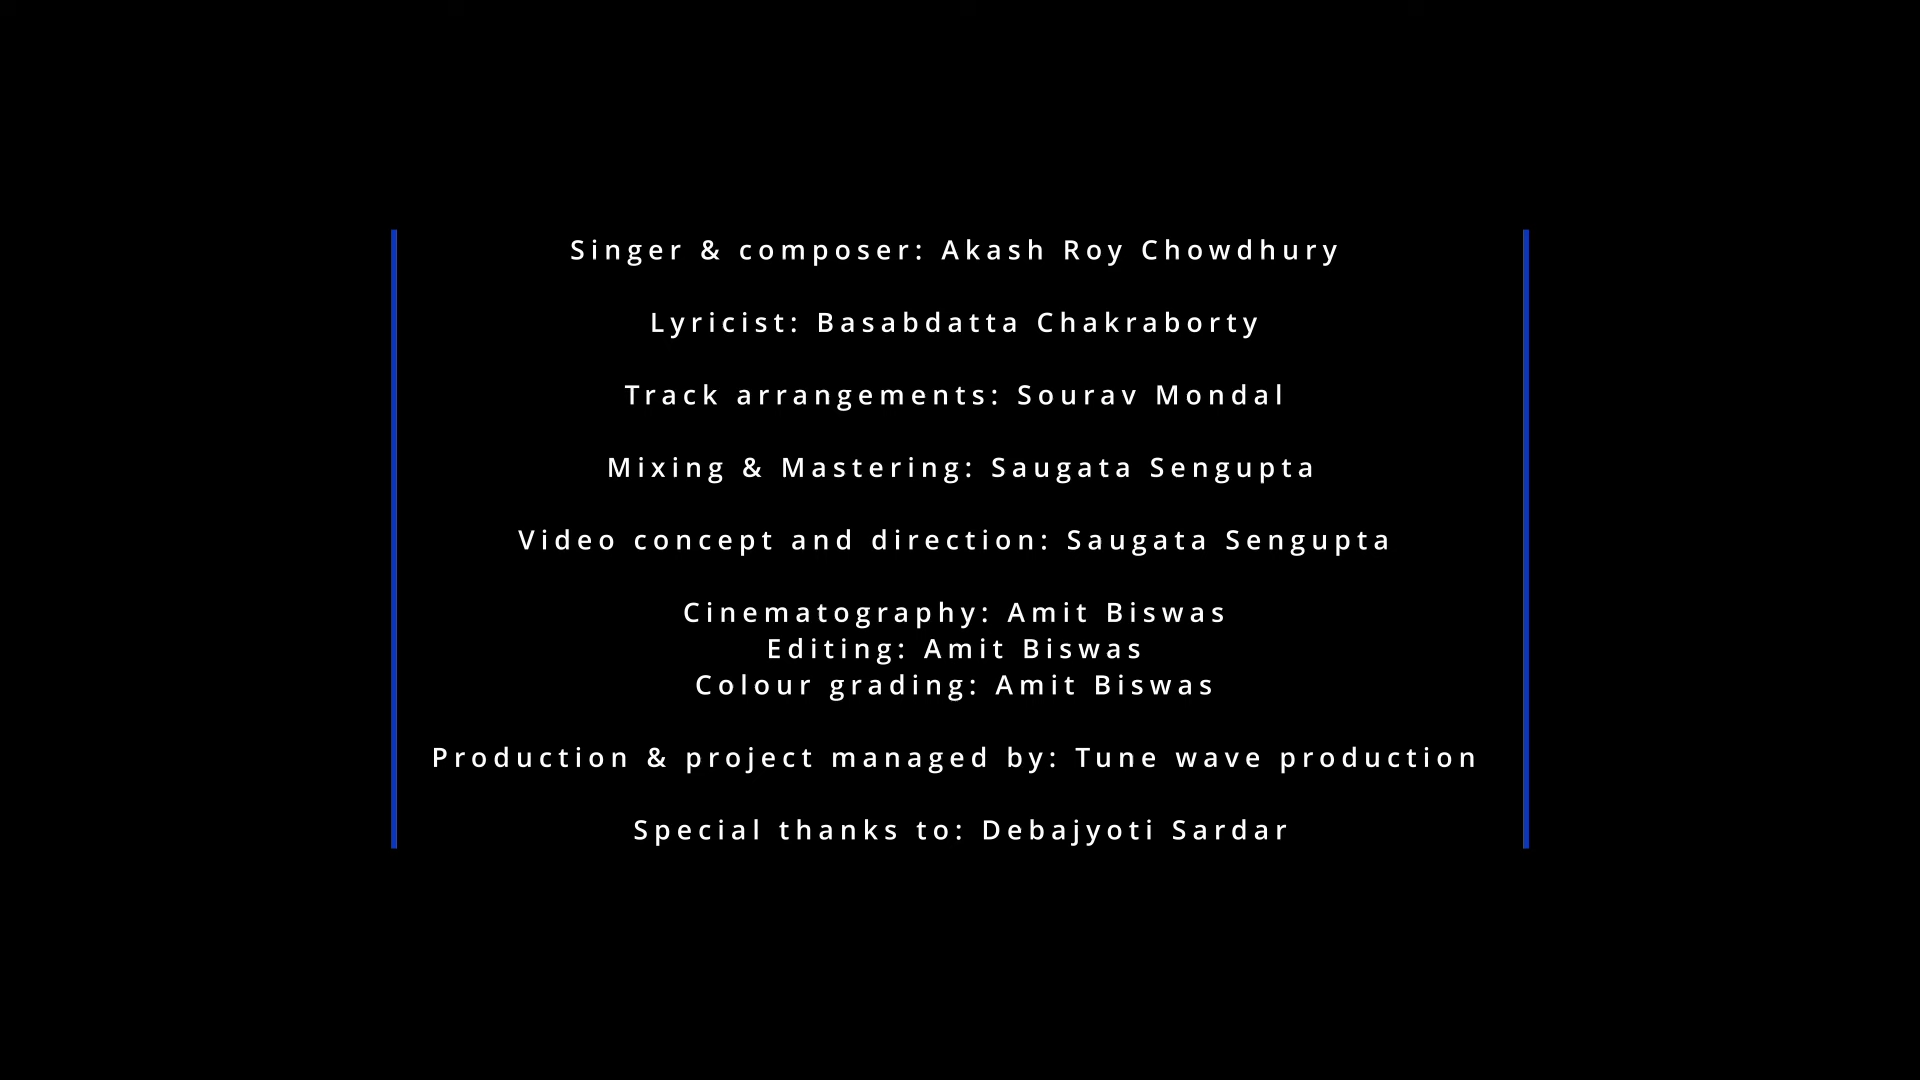 Singer & composer: Akash Roy Chowdhury
Lyricist: Basabdatta Chakraborty
Track arrangements: Sourav Mondal
Mixing & Mastering: Saugata Sengupta
Video concept and direction: Saugata Sengupta
Cinematography: Amit Biswas
Editing: Amit Biswas
Colour grading: Amit Biswas
Production & project managed by: Tune wave production
Special thanks to: Debajyoti Sardar